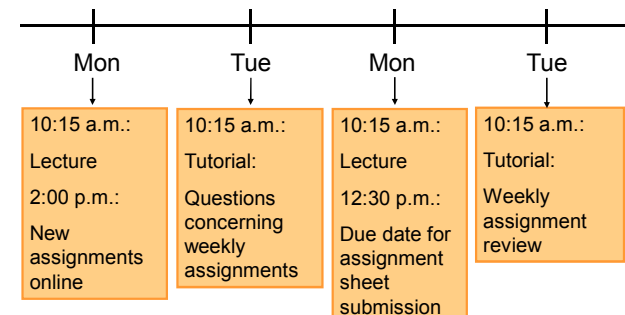 Mon
Tue
Mon
Tue
10:15 a.m.:
Lecture
2:00 p.m.:
New
assignments
online
10:15 a.m.:
Tutorial:
Questions
concerning
weekly
assignments
10:15 a.m.:
Lecture
12:30 p.m.:
Due date for
assignment
sheet
submission
10:15 a.m.:
Tutorial:
Weekly
assignment
review